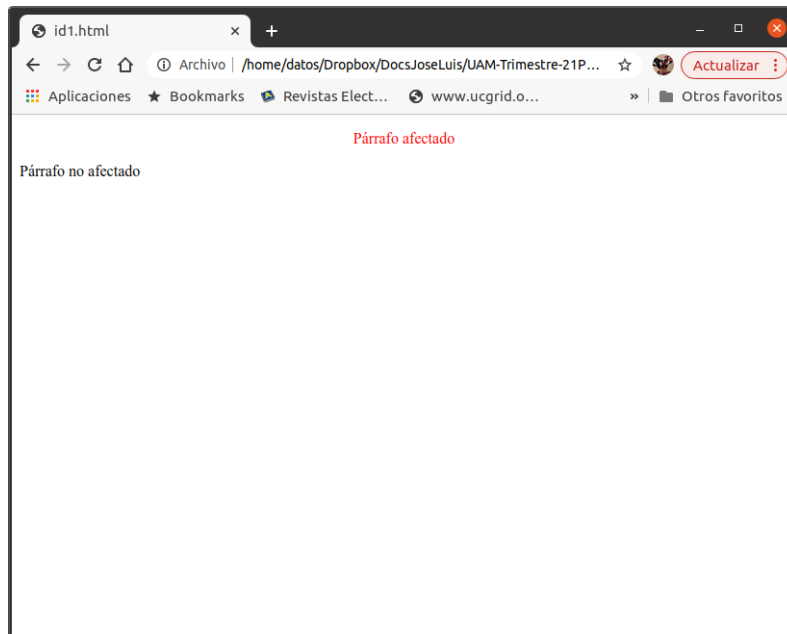 id1.html
Archivo | /home/datos/Dropbox/DocsJoseLuis/UAM-Trimestre-21P... Actualizar
Aplicaciones Bookmarks Revistas Elect... www.ucgrid.o... » Otros favoritos
Párrafo afectado
Párrafo no afectado